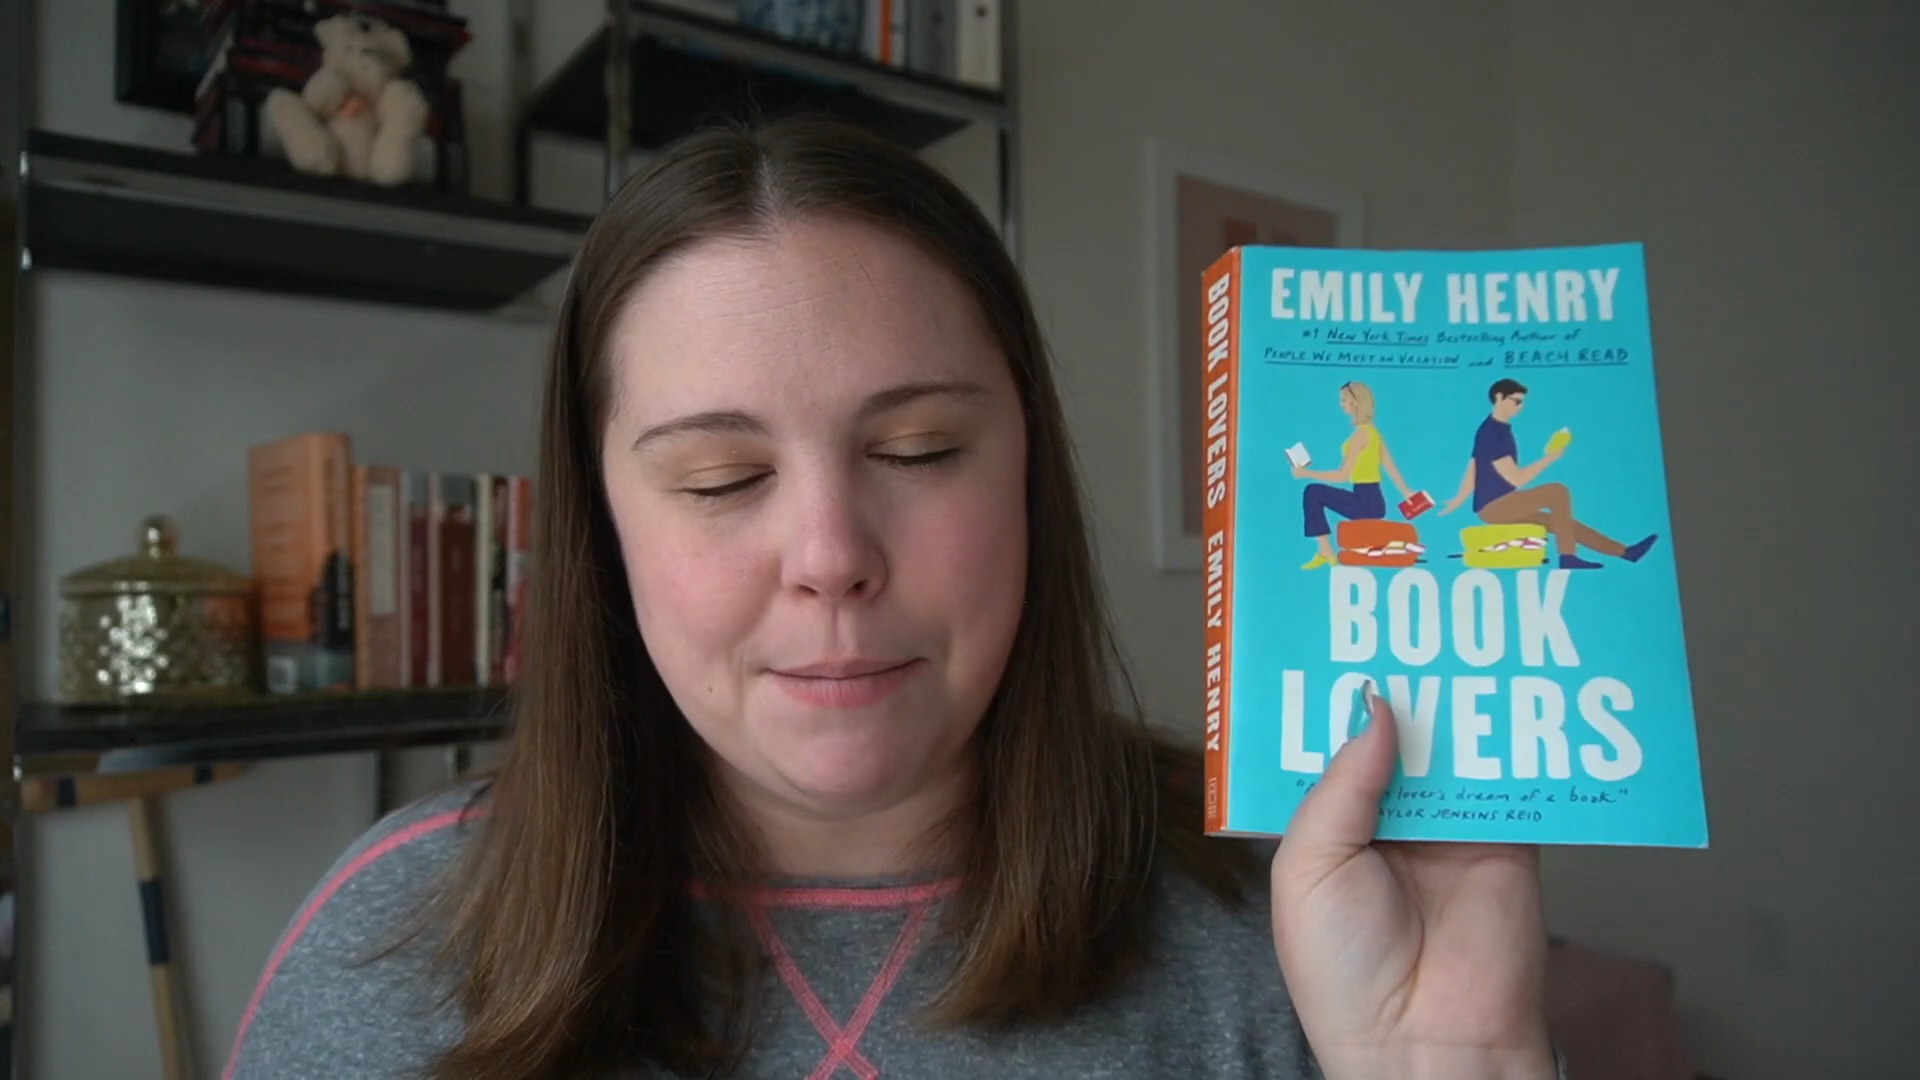 EMILY HENRY
#1 New York Times Bestselling Author of
PEOPLE WE MEET ON VACATION and BEACH READ
BOOK
LOVERS
lover's dream of a book"
AYLOR JENKINS REID
BOOK LOVERS EMILY HENRY